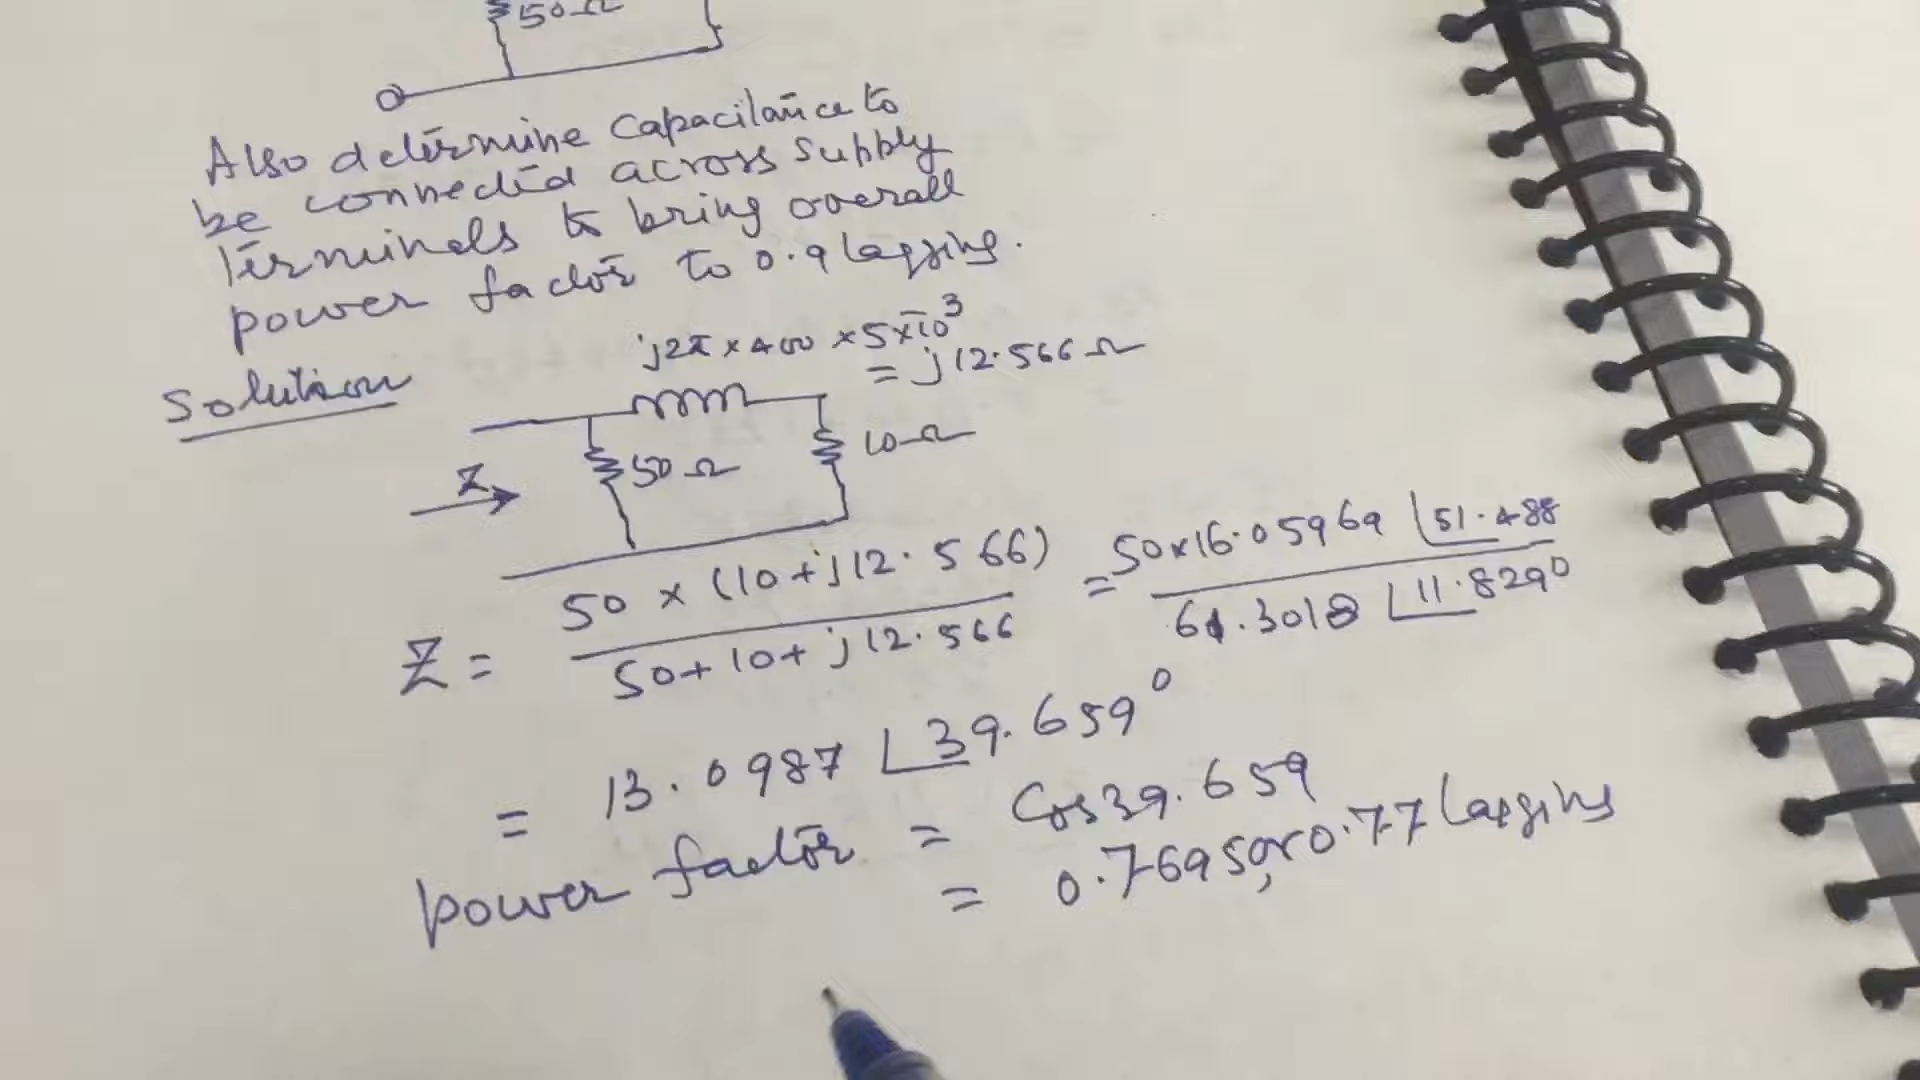 50Ω
Also determine capacitance to
be connected across supply
terminals to bring overall
power factor to 0.9 lagging.
Solution
j2π × 400 × 5×10⁻³
= j12.566 Ω
50 Ω
10 Ω
Z
Z = 50 × (10 + j12.566) / 50 + 10 + j12.566 = 50×16.05969 ∠51.488 / 61.3018 ∠11.829°
= 13.0987 ∠39.659°
power factor = Cos 39.659
= 0.7695, or 0.77 lagging